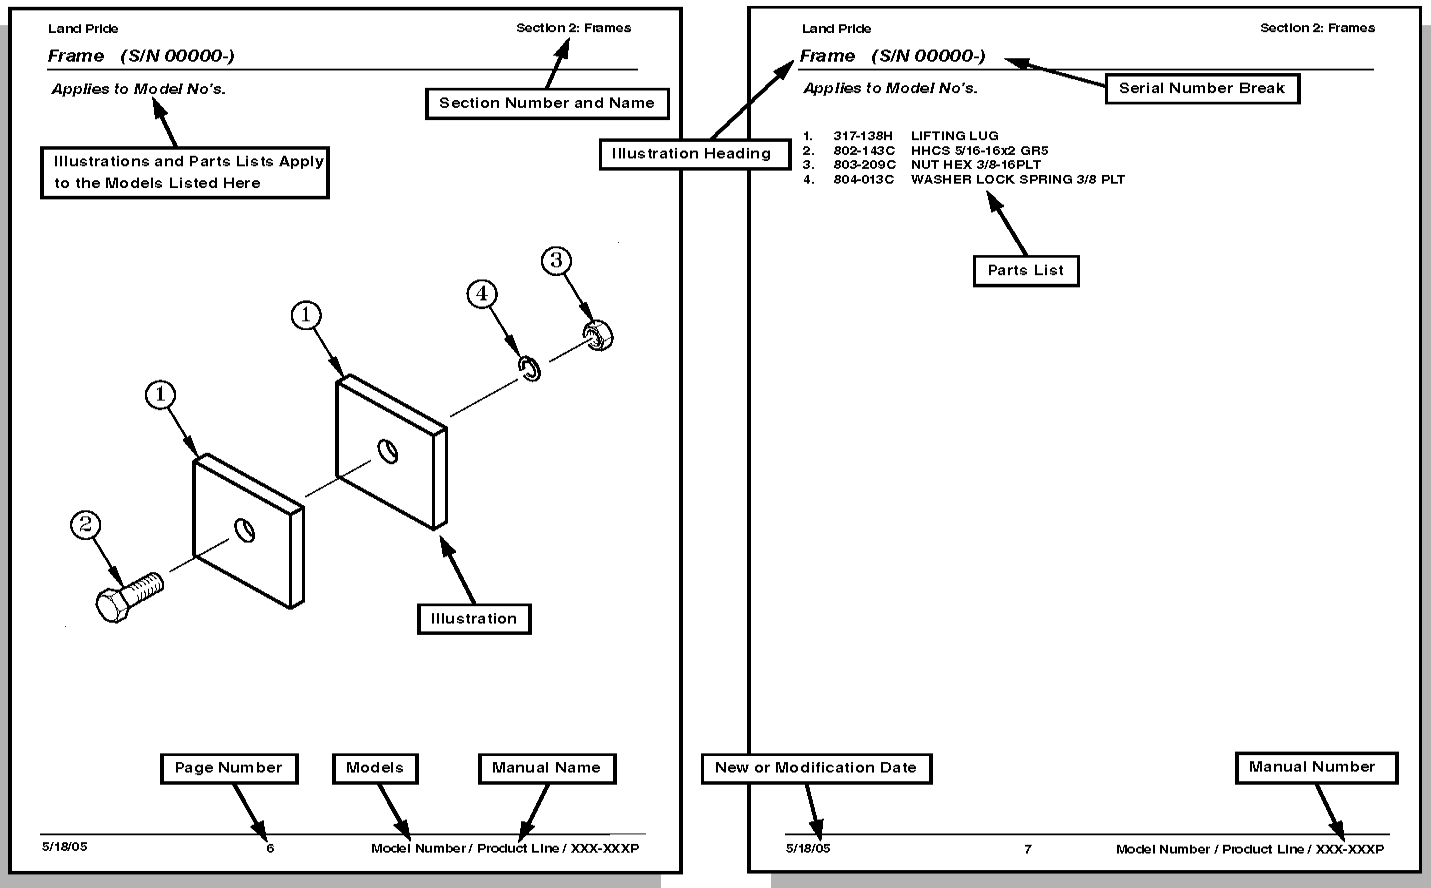 Land Pride
Section 2: Frames
Frame (S/N 00000-)
Applies to Model No's.
Section Number and Name
Illustrations and Parts Lists Apply
to the Models Listed Here
3
4
1
1
2
Illustration
Page Number
Models
Manual Name
5/18/05
6
Model Number / Product Line / XXX-XXXP
Land Pride
Section 2: Frames
Frame (S/N 00000-)
Applies to Model No's.
Serial Number Break
Illustration Heading
1. 317-138H LIFTING LUG
2. 802-143C HHCS 5/16-16x2 GR5
3. 803-209C NUT HEX 3/8-16PLT
4. 804-013C WASHER LOCK SPRING 3/8 PLT
Parts List
New or Modification Date
Manual Number
5/18/05
7
Model Number / Product Line / XXX-XXXP